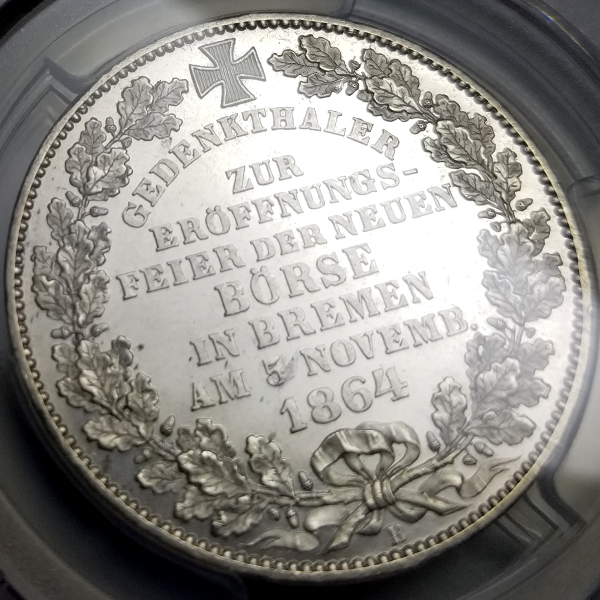 GEDENKTHALER
ZUR
ERÖFFNUNGS-
FEIER DER NEUEN
BÖRSE
IN BREMEN
AM 5 NOVEMB.
1864
B